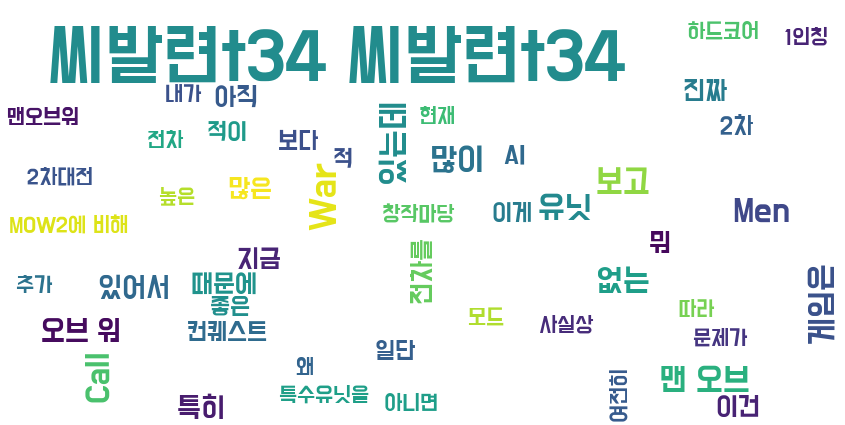 씨발련t34 씨발련t34
하드코어
1인칭
내가
아직
진짜
맨오브워
전차
적이
보다
적
있는데
현재
많이
AI
2차
2차대전
높은
많은
War
창작마당
이게
유닛
보고
Men
MOW2에 비해
지금
전차를
뭐
추가
있어서
때문에
좋은
없는
게임은
오브 워
컨퀘스트
모드
사실상
따라
문제가
Call
왜
일단
특히
특수유닛을
아니면
여전히
맨 오브
이건